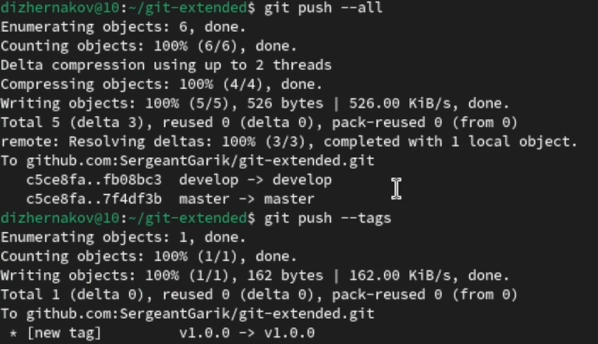 dizhernakov@10:~/git-extended$ git push --all
Enumerating objects: 6, done.
Counting objects: 100% (6/6), done.
Delta compression using up to 2 threads
Compressing objects: 100% (4/4), done.
Writing objects: 100% (5/5), 526 bytes | 526.00 KiB/s, done.
Total 5 (delta 3), reused 0 (delta 0), pack-reused 0 (from 0)
remote: Resolving deltas: 100% (3/3), completed with 1 local object.
To github.com:SergeantGarik/git-extended.git
   c5ce8fa..fb08bc3  develop -> develop
   c5ce8fa..7f4df3b  master -> master
dizhernakov@10:~/git-extended$ git push --tags
Enumerating objects: 1, done.
Counting objects: 100% (1/1), done.
Writing objects: 100% (1/1), 162 bytes | 162.00 KiB/s, done.
Total 1 (delta 0), reused 0 (delta 0), pack-reused 0 (from 0)
To github.com:SergeantGarik/git-extended.git
 * [new tag]         v1.0.0 -> v1.0.0